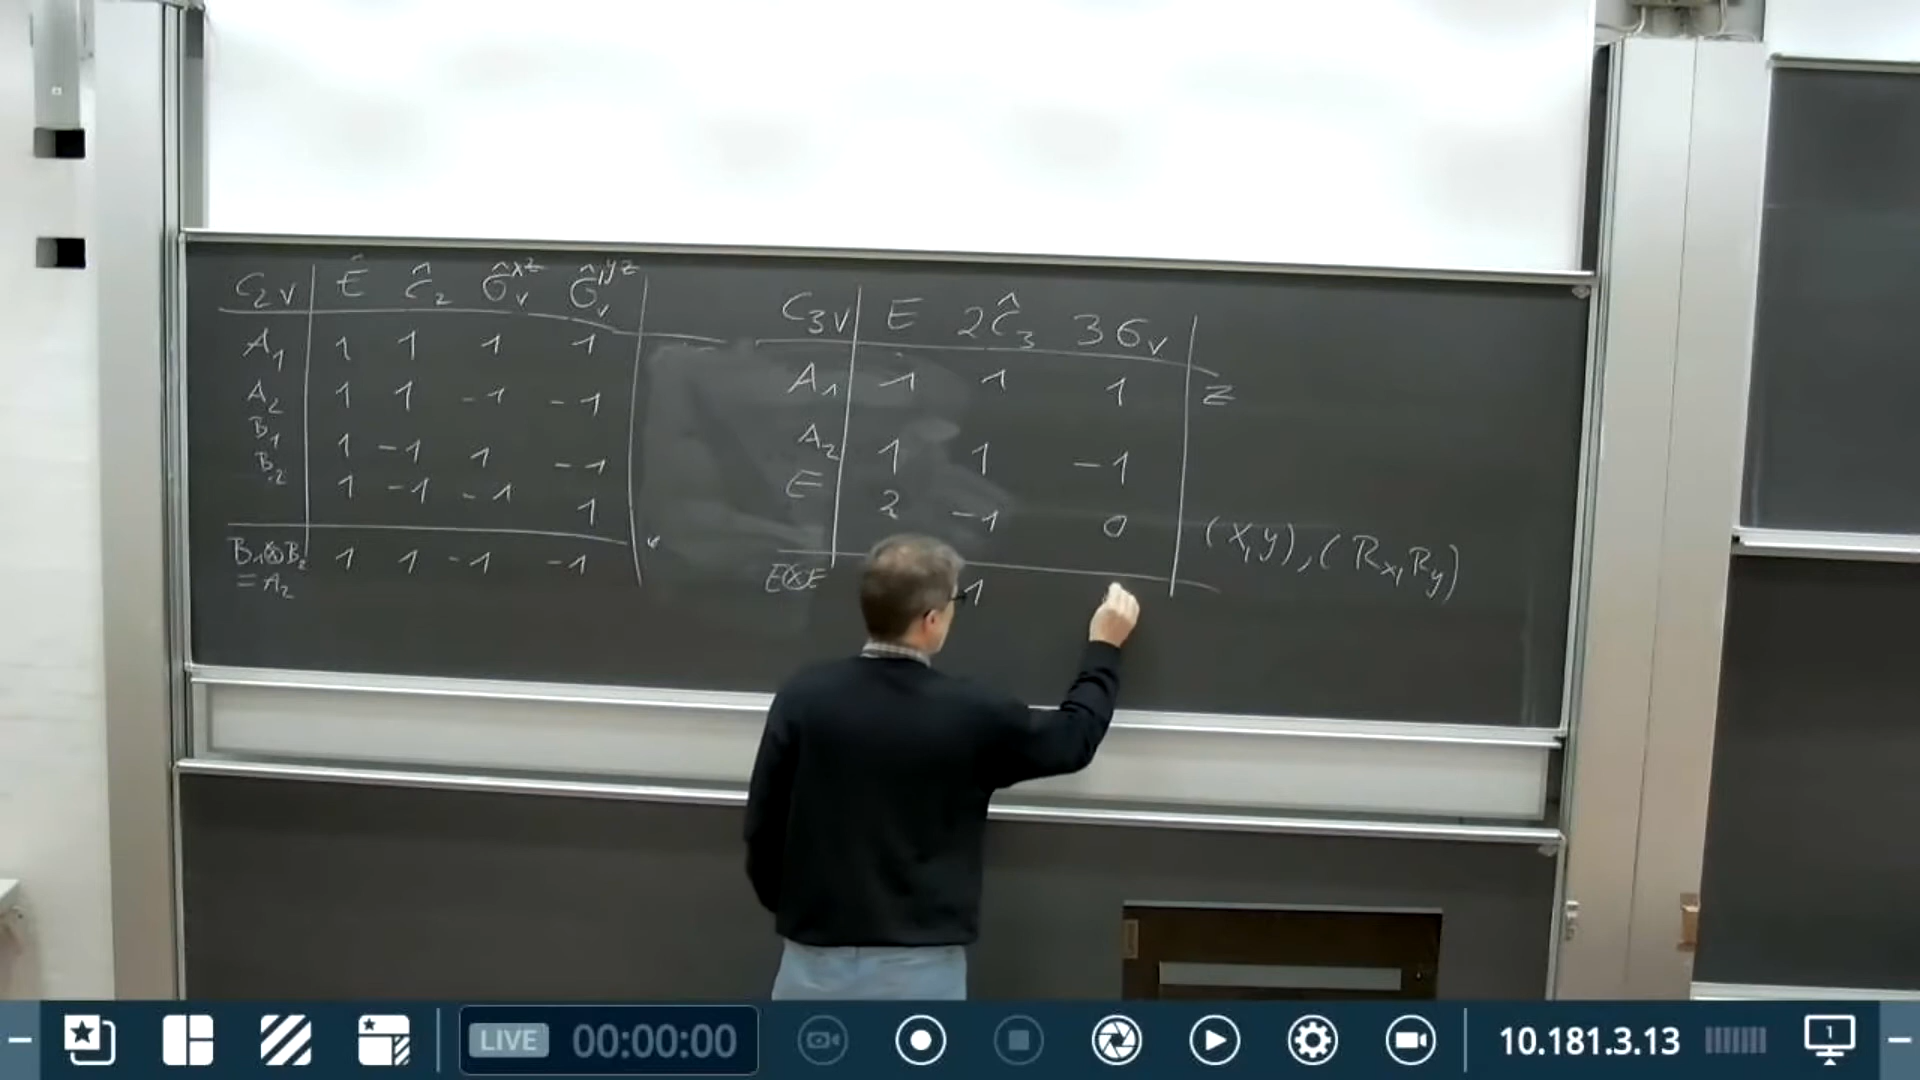 C₂ᵥ Ê Ĉ₂ σ̂ᵥˣᶻ σ̂ᵥ'ʸᶻ
A₁ 1 1 1 1
A₂ 1 1 -1 -1
B₁ 1 -1 1 -1
B₂ 1 -1 -1 1
B₁⊗B₂ 1 1 -1 -1
= A₂
C₃ᵥ E 2Ĉ₃ 3σᵥ
A₁ 1 1 1 z
A₂ 1 1 -1
E 2 -1 0 (x,y), (Rₓ, Rᵧ)
E⊗E 1
LIVE 00:00:00
10.181.3.13
1